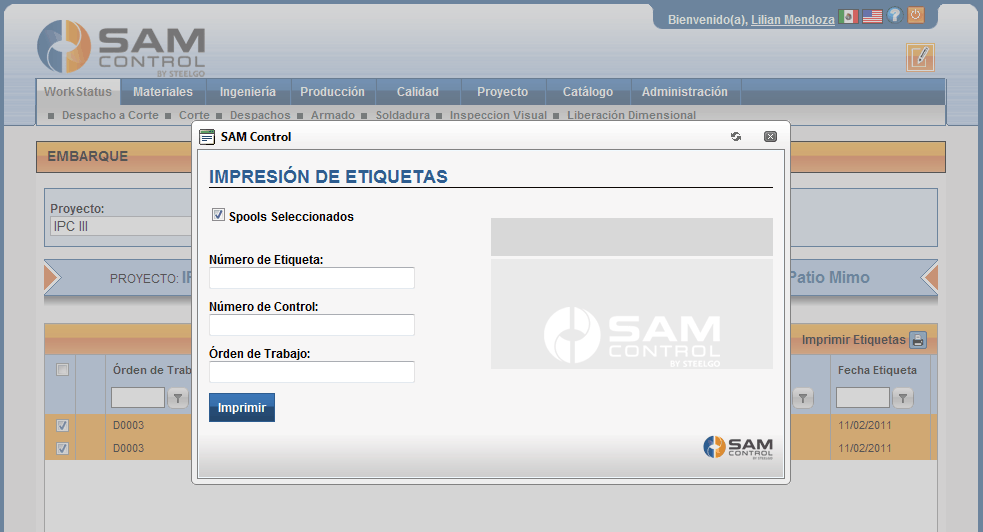 Bienvenido(a), Lilian Mendoza
SAM
CONTROL
BY STEELGO
WorkStatus Materiales Ingeniería Producción Calidad Proyecto Catálogo Administración
Despacho a Corte Corte Despachos Armado Soldadura Inspeccion Visual Liberación Dimensional
SAM Control
EMBARQUE
IMPRESIÓN DE ETIQUETAS
Proyecto:
IPC III
Spools Seleccionados
Número de Etiqueta:
PROYECTO:
Patio Mimo
Número de Control:
SAM
CONTROL
BY STEELGO
Imprimir Etiquetas
Órden de Trabajo:
Órden de Trab
Fecha Etiqueta
Imprimir
D0003 11/02/2011
D0003 11/02/2011
SAM
CONTROL
BY STEELGO